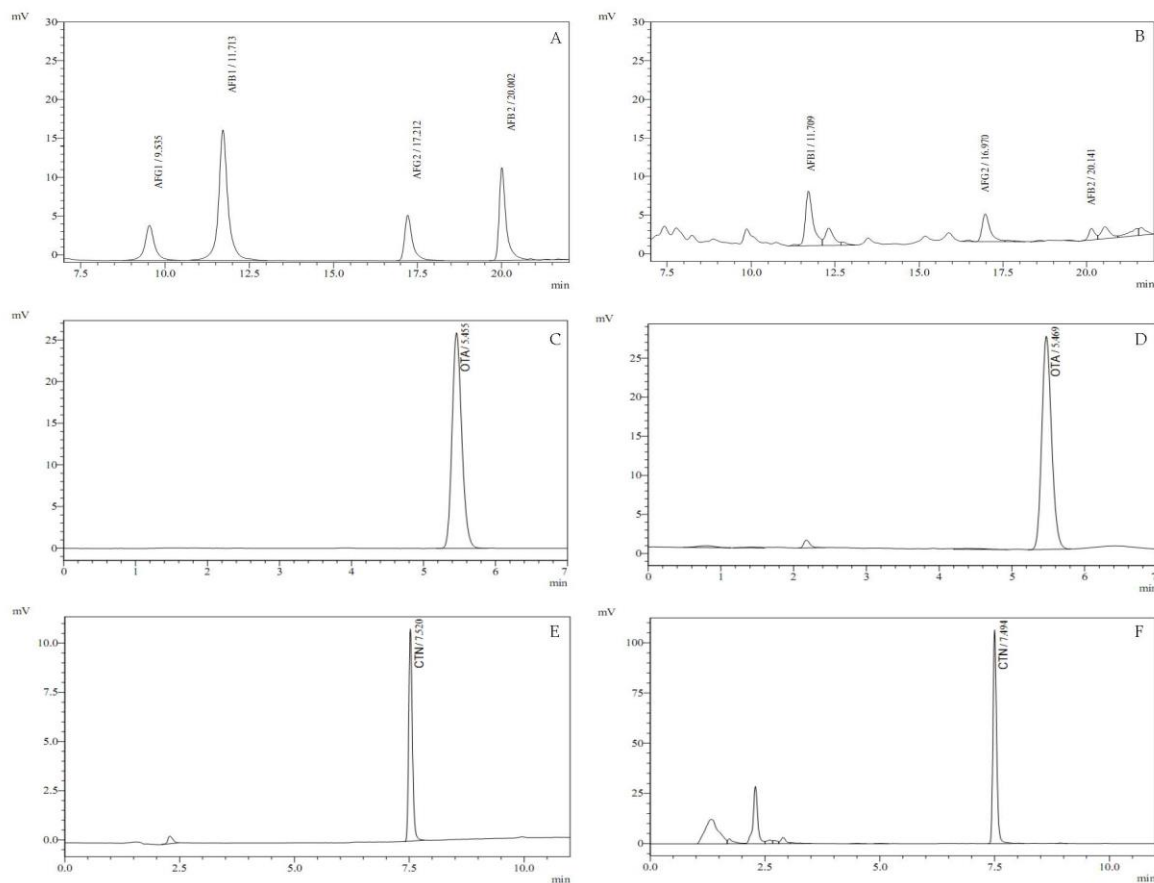 mV
30
25
20
15
10
5
0
A
AFG1 / 9.535
AFB1 / 11.713
AFG2 / 17.212
AFB2 / 20.002
7.5 10.0 12.5 15.0 17.5 20.0
min
mV
30
25
20
15
10
5
0
B
AFB1 / 11.709
AFG2 / 16.970
AFB2 / 20.141
7.5 10.0 12.5 15.0 17.5 20.0
min
mV
25
20
15
10
5
0
C
OTA / 5.455
0 1 2 3 4 5 6 7
min
mV
25
20
15
10
5
0
D
OTA / 5.469
0 1 2 3 4 5 6 7
min
mV
10.0
7.5
5.0
2.5
0.0
E
CTN / 7.520
0.0 2.5 5.0 7.5 10.0
min
mV
100
75
50
25
0
F
CTN / 7.494
0.0 2.5 5.0 7.5 10.0
min